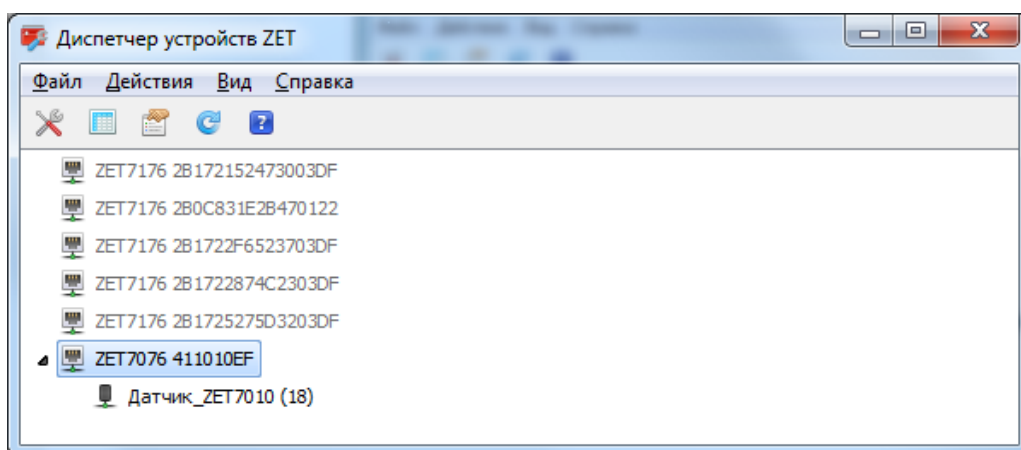 Диспетчер устройств ZET
Файл Действия Вид Справка
ZET7176 2B172152473003DF
ZET7176 2B0C831E2B470122
ZET7176 2B1722F6523703DF
ZET7176 2B1722874C2303DF
ZET7176 2B1725275D3203DF
ZET7076 411010EF
Датчик_ZET7010 (18)